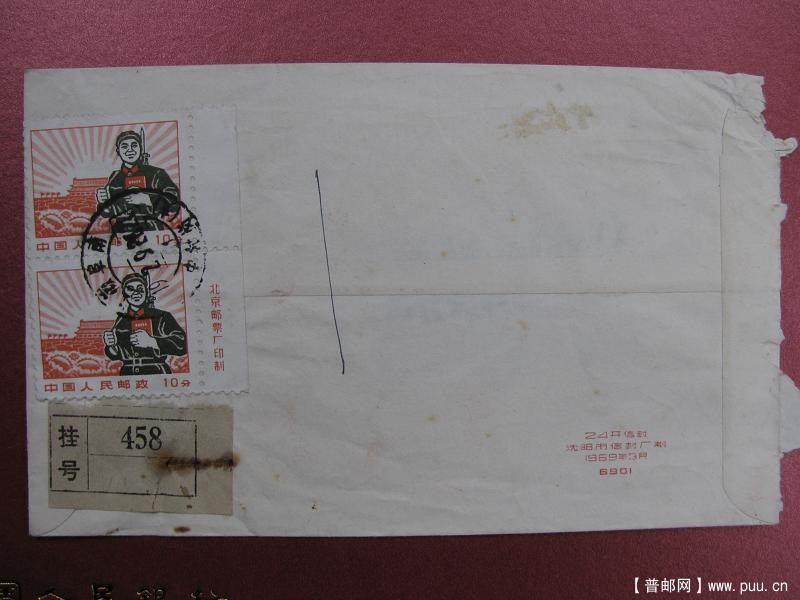 中国人民邮政 10分
中国人民邮政 10分
北京邮票厂印制
挂号
458
24开信封
沈阳市信封厂制
1969年3月
6901
【普邮网】www.puu.cn